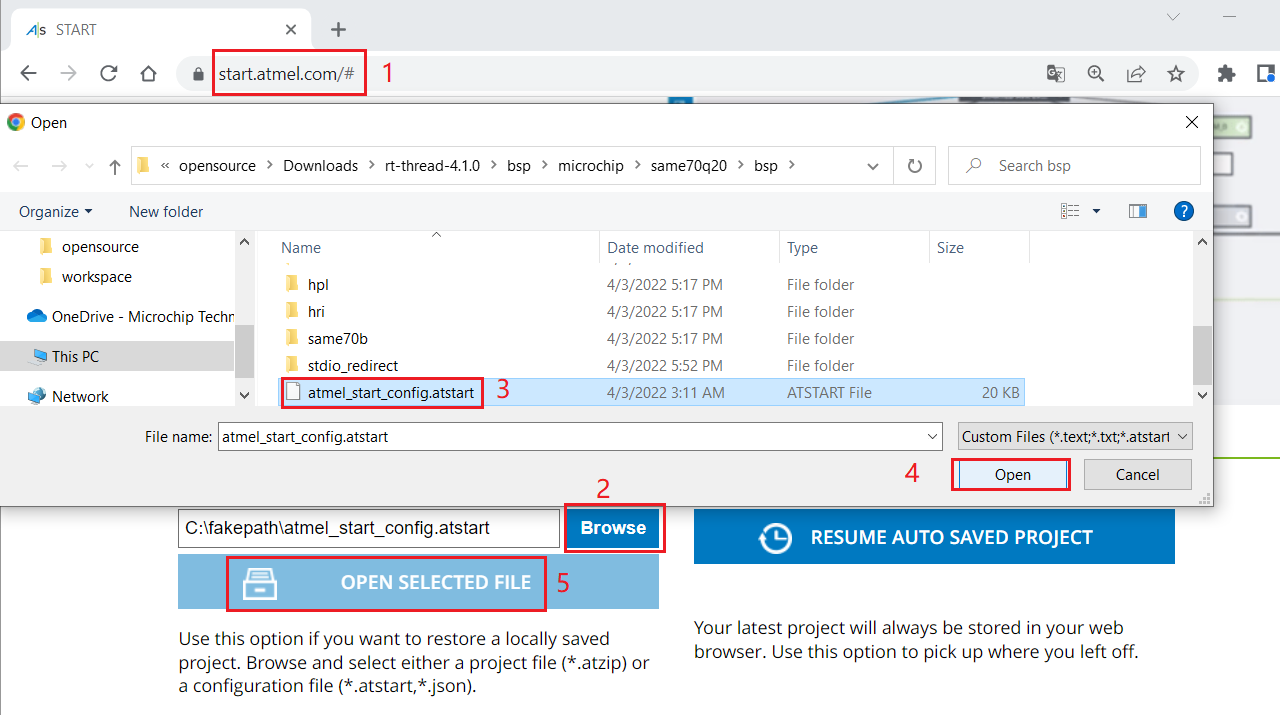 A|s START
start.atmel.com/# 1
Open
« opensource > Downloads > rt-thread-4.1.0 > bsp > microchip > same70q20 > bsp >
Search bsp
Organize New folder
?
opensource
workspace
OneDrive - Microchip Techn
This PC
Network
Name Date modified Type Size
hpl 4/3/2022 5:17 PM File folder
hri 4/3/2022 5:17 PM File folder
same70b 4/3/2022 5:17 PM File folder
stdio_redirect 4/3/2022 5:52 PM File folder
atmel_start_config.atstart 3 4/3/2022 3:11 AM ATSTART File 20 KB
File name: atmel_start_config.atstart Custom Files (*.text;*.txt;*.atstart
4 Open Cancel
2
C:\fakepath\atmel_start_config.atstart Browse
OPEN SELECTED FILE 5
Use this option if you want to restore a locally saved
project. Browse and select either a project file (*.atzip) or
a configuration file (*.atstart,*.json).
RESUME AUTO SAVED PROJECT
Your latest project will always be stored in your web
browser. Use this option to pick up where you left off.